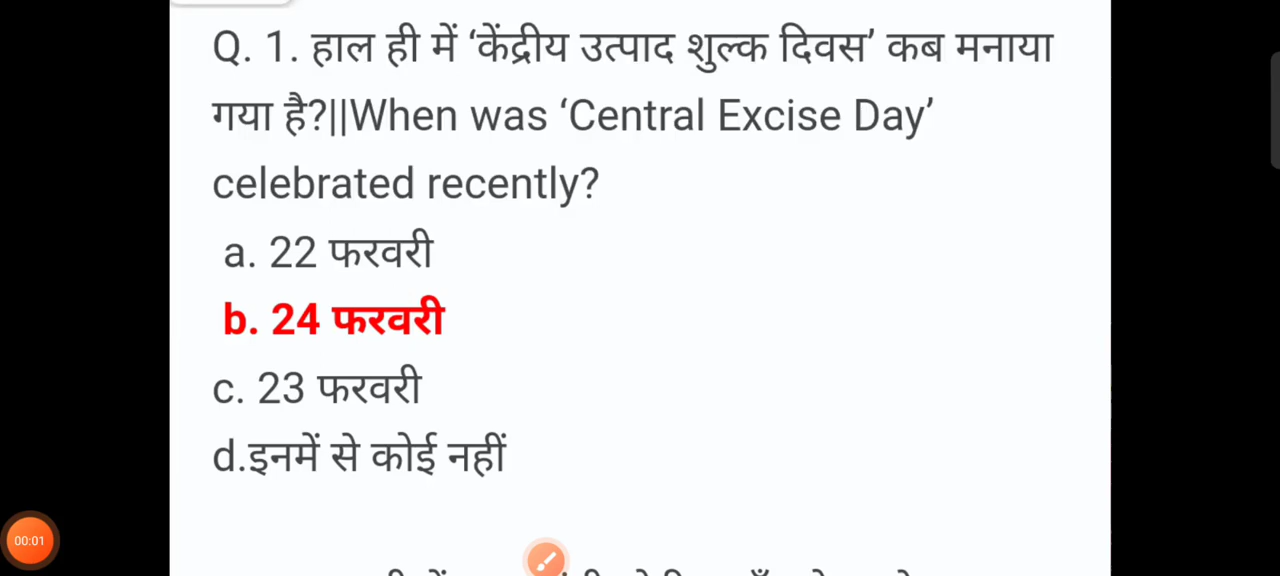 Q. 1. हाल ही में ‘केंद्रीय उत्पाद शुल्क दिवस’ कब मनाया
गया है?||When was ‘Central Excise Day’
celebrated recently?
a. 22 फरवरी
b. 24 फरवरी
c. 23 फरवरी
d.इनमें से कोई नहीं
00:01